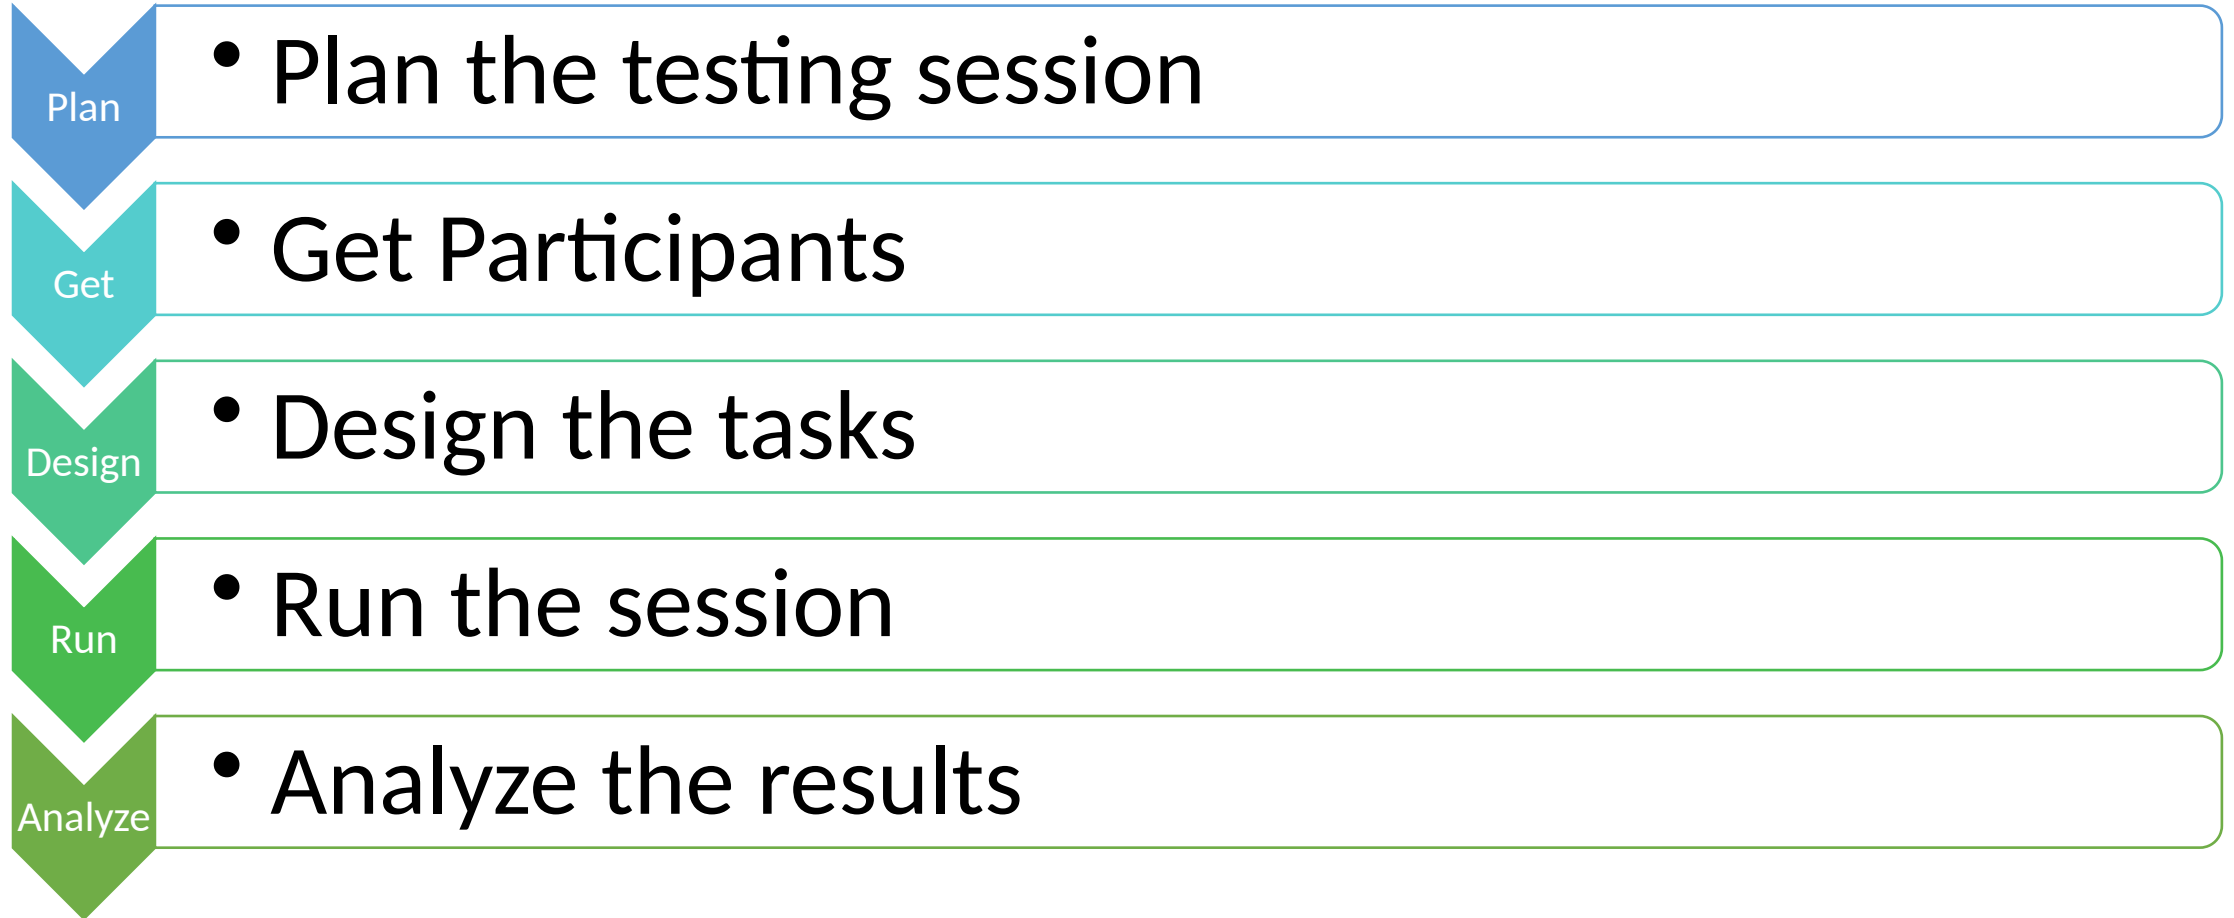 Plan
• Plan the testing session
Get
• Get Participants
Design
• Design the tasks
Run
• Run the session
Analyze
• Analyze the results